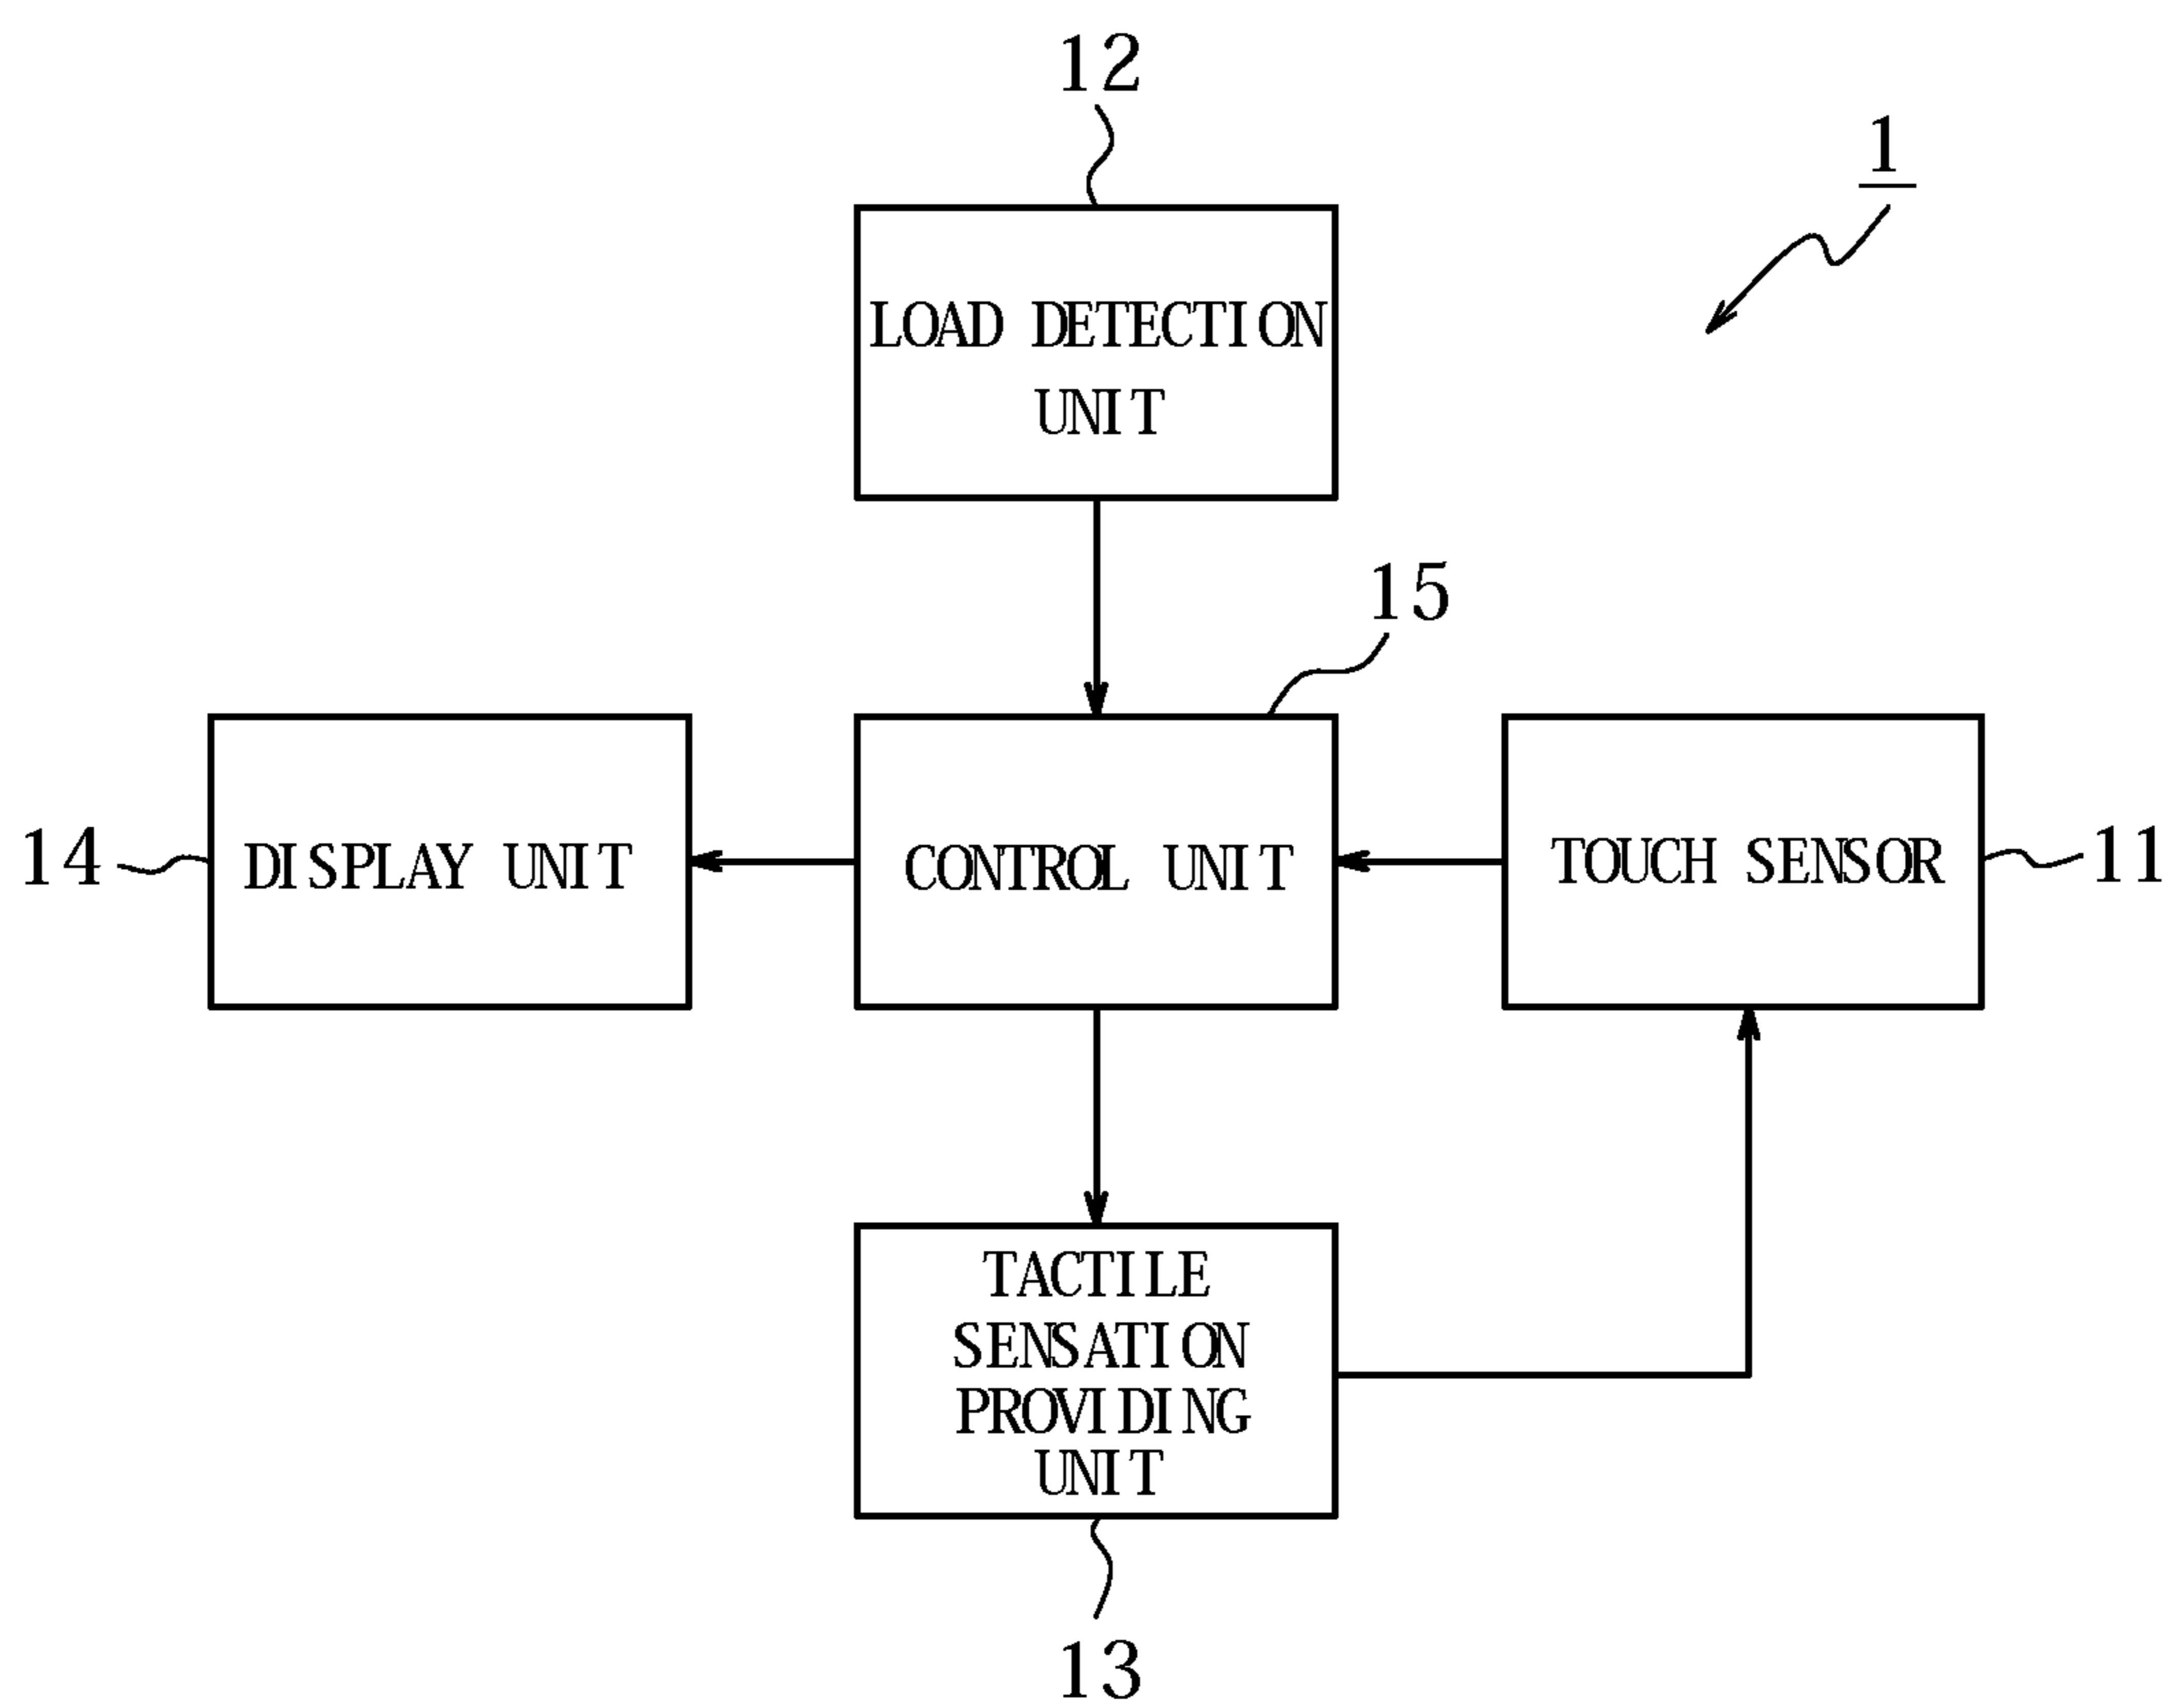 12
1
LOAD DETECTION
UNIT
15
14
DISPLAY UNIT
CONTROL UNIT
TOUCH SENSOR
11
TACTILE
SENSATION
PROVIDING
UNIT
13